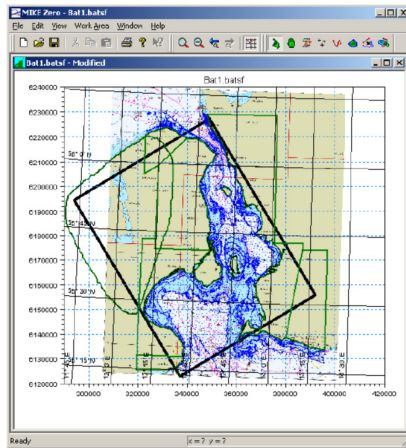 MIKE Zero - Bat1.batsf
File Edit View Work Area Window Help
Bat1.batsf - Modified
Bat1.batsf
6230000
6220000
6210000
6200000
6190000
6180000
6170000
6160000
6150000
6140000
6130000
6120000
300000 320000 340000 360000 380000 400000 420000
Ready x = ? y = ?